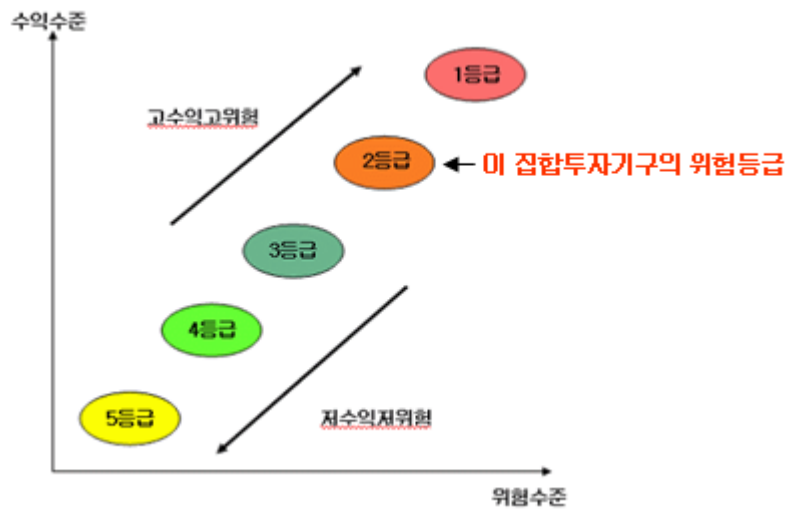 수익수준
1등급
고수익고위험
2등급
이 집합투자기구의 위험등급
3등급
4등급
5등급
저수익저위험
위험수준